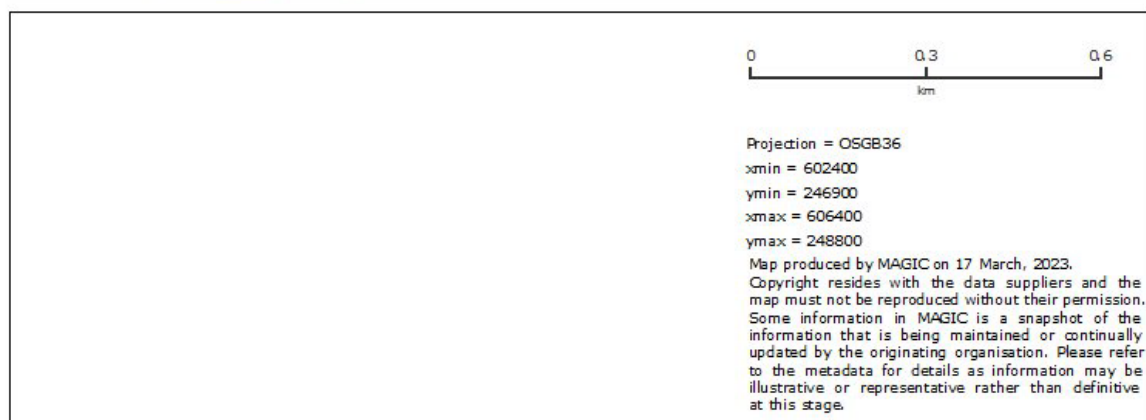 0 0.3 0.6
km
Projection = OSGB36
xmin = 602400
ymin = 246900
xmax = 606400
ymax = 248800
Map produced by MAGIC on 17 March, 2023.
Copyright resides with the data suppliers and the
map must not be reproduced without their permission.
Some information in MAGIC is a snapshot of the
information that is being maintained or continually
updated by the originating organisation. Please refer
to the metadata for details as information may be
illustrative or representative rather than definitive
at this stage.